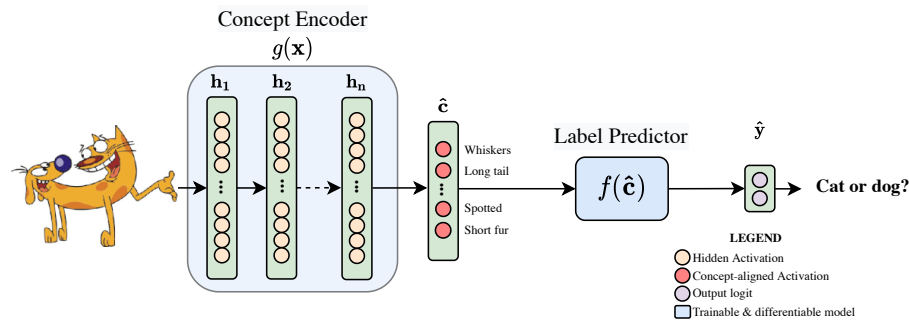 Concept Encoder
g(x)
h₁ h₂ hₙ
ĉ
Whiskers
Long tail
Spotted
Short fur
Label Predictor
f(ĉ)
ŷ
Cat or dog?
LEGEND
Hidden Activation
Concept-aligned Activation
Output logit
Trainable & differentiable model